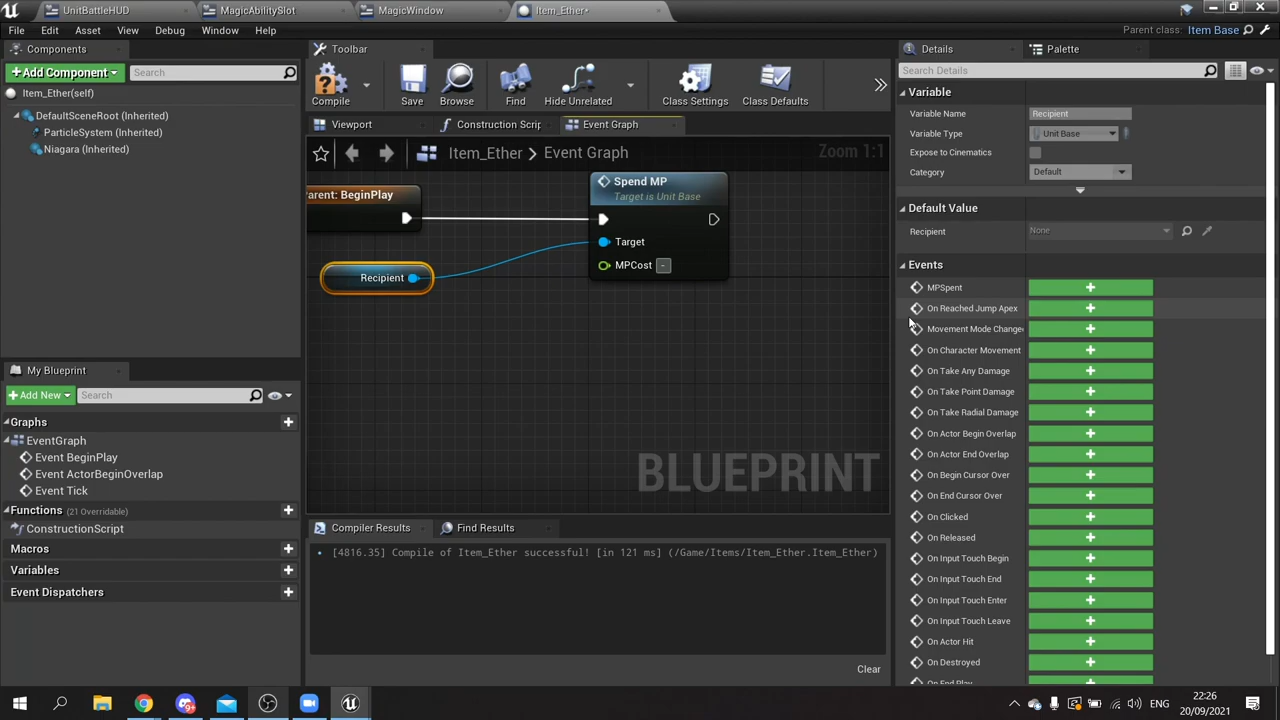 UnitBattleHUD
MagicAbilitySlot
MagicWindow
Item_Ether*
File
Edit
Asset
View
Debug
Window
Help
Parent class:
Item Base
Components
Toolbar
Details
Palette
+Add Component
Search
Search Details
Compile
Save
Browse
Find
Hide Unrelated
Class Settings
Class Defaults
Item_Ether(self)
DefaultSceneRoot (Inherited)
ParticleSystem (Inherited)
Niagara (Inherited)
Viewport
Construction Scrip
Event Graph
Item_Ether
Event Graph
Zoom 1:1
arent: BeginPlay
Spend MP
Target is Unit Base
Target
MPCost
-
Recipient
BLUEPRINT
Variable
Variable Name
Recipient
Variable Type
Unit Base
Expose to Cinematics
Category
Default
Default Value
Recipient
None
Events
MPSpent
On Reached Jump Apex
Movement Mode Change
On Character Movement
On Take Any Damage
On Take Point Damage
On Take Radial Damage
On Actor Begin Overlap
On Actor End Overlap
On Begin Cursor Over
On End Cursor Over
On Clicked
On Released
On Input Touch Begin
On Input Touch End
On Input Touch Enter
On Input Touch Leave
On Actor Hit
On Destroyed
On End Play
My Blueprint
+Add New
Search
Graphs
EventGraph
Event BeginPlay
Event ActorBeginOverlap
Event Tick
Functions (21 Overridable)
ConstructionScript
Macros
Variables
Event Dispatchers
Compiler Results
Find Results
[4816.35] Compile of Item_Ether successful! [in 121 ms] (/Game/Items/Item_Ether.Item_Ether)
Clear
ENG
22:26
20/09/2021